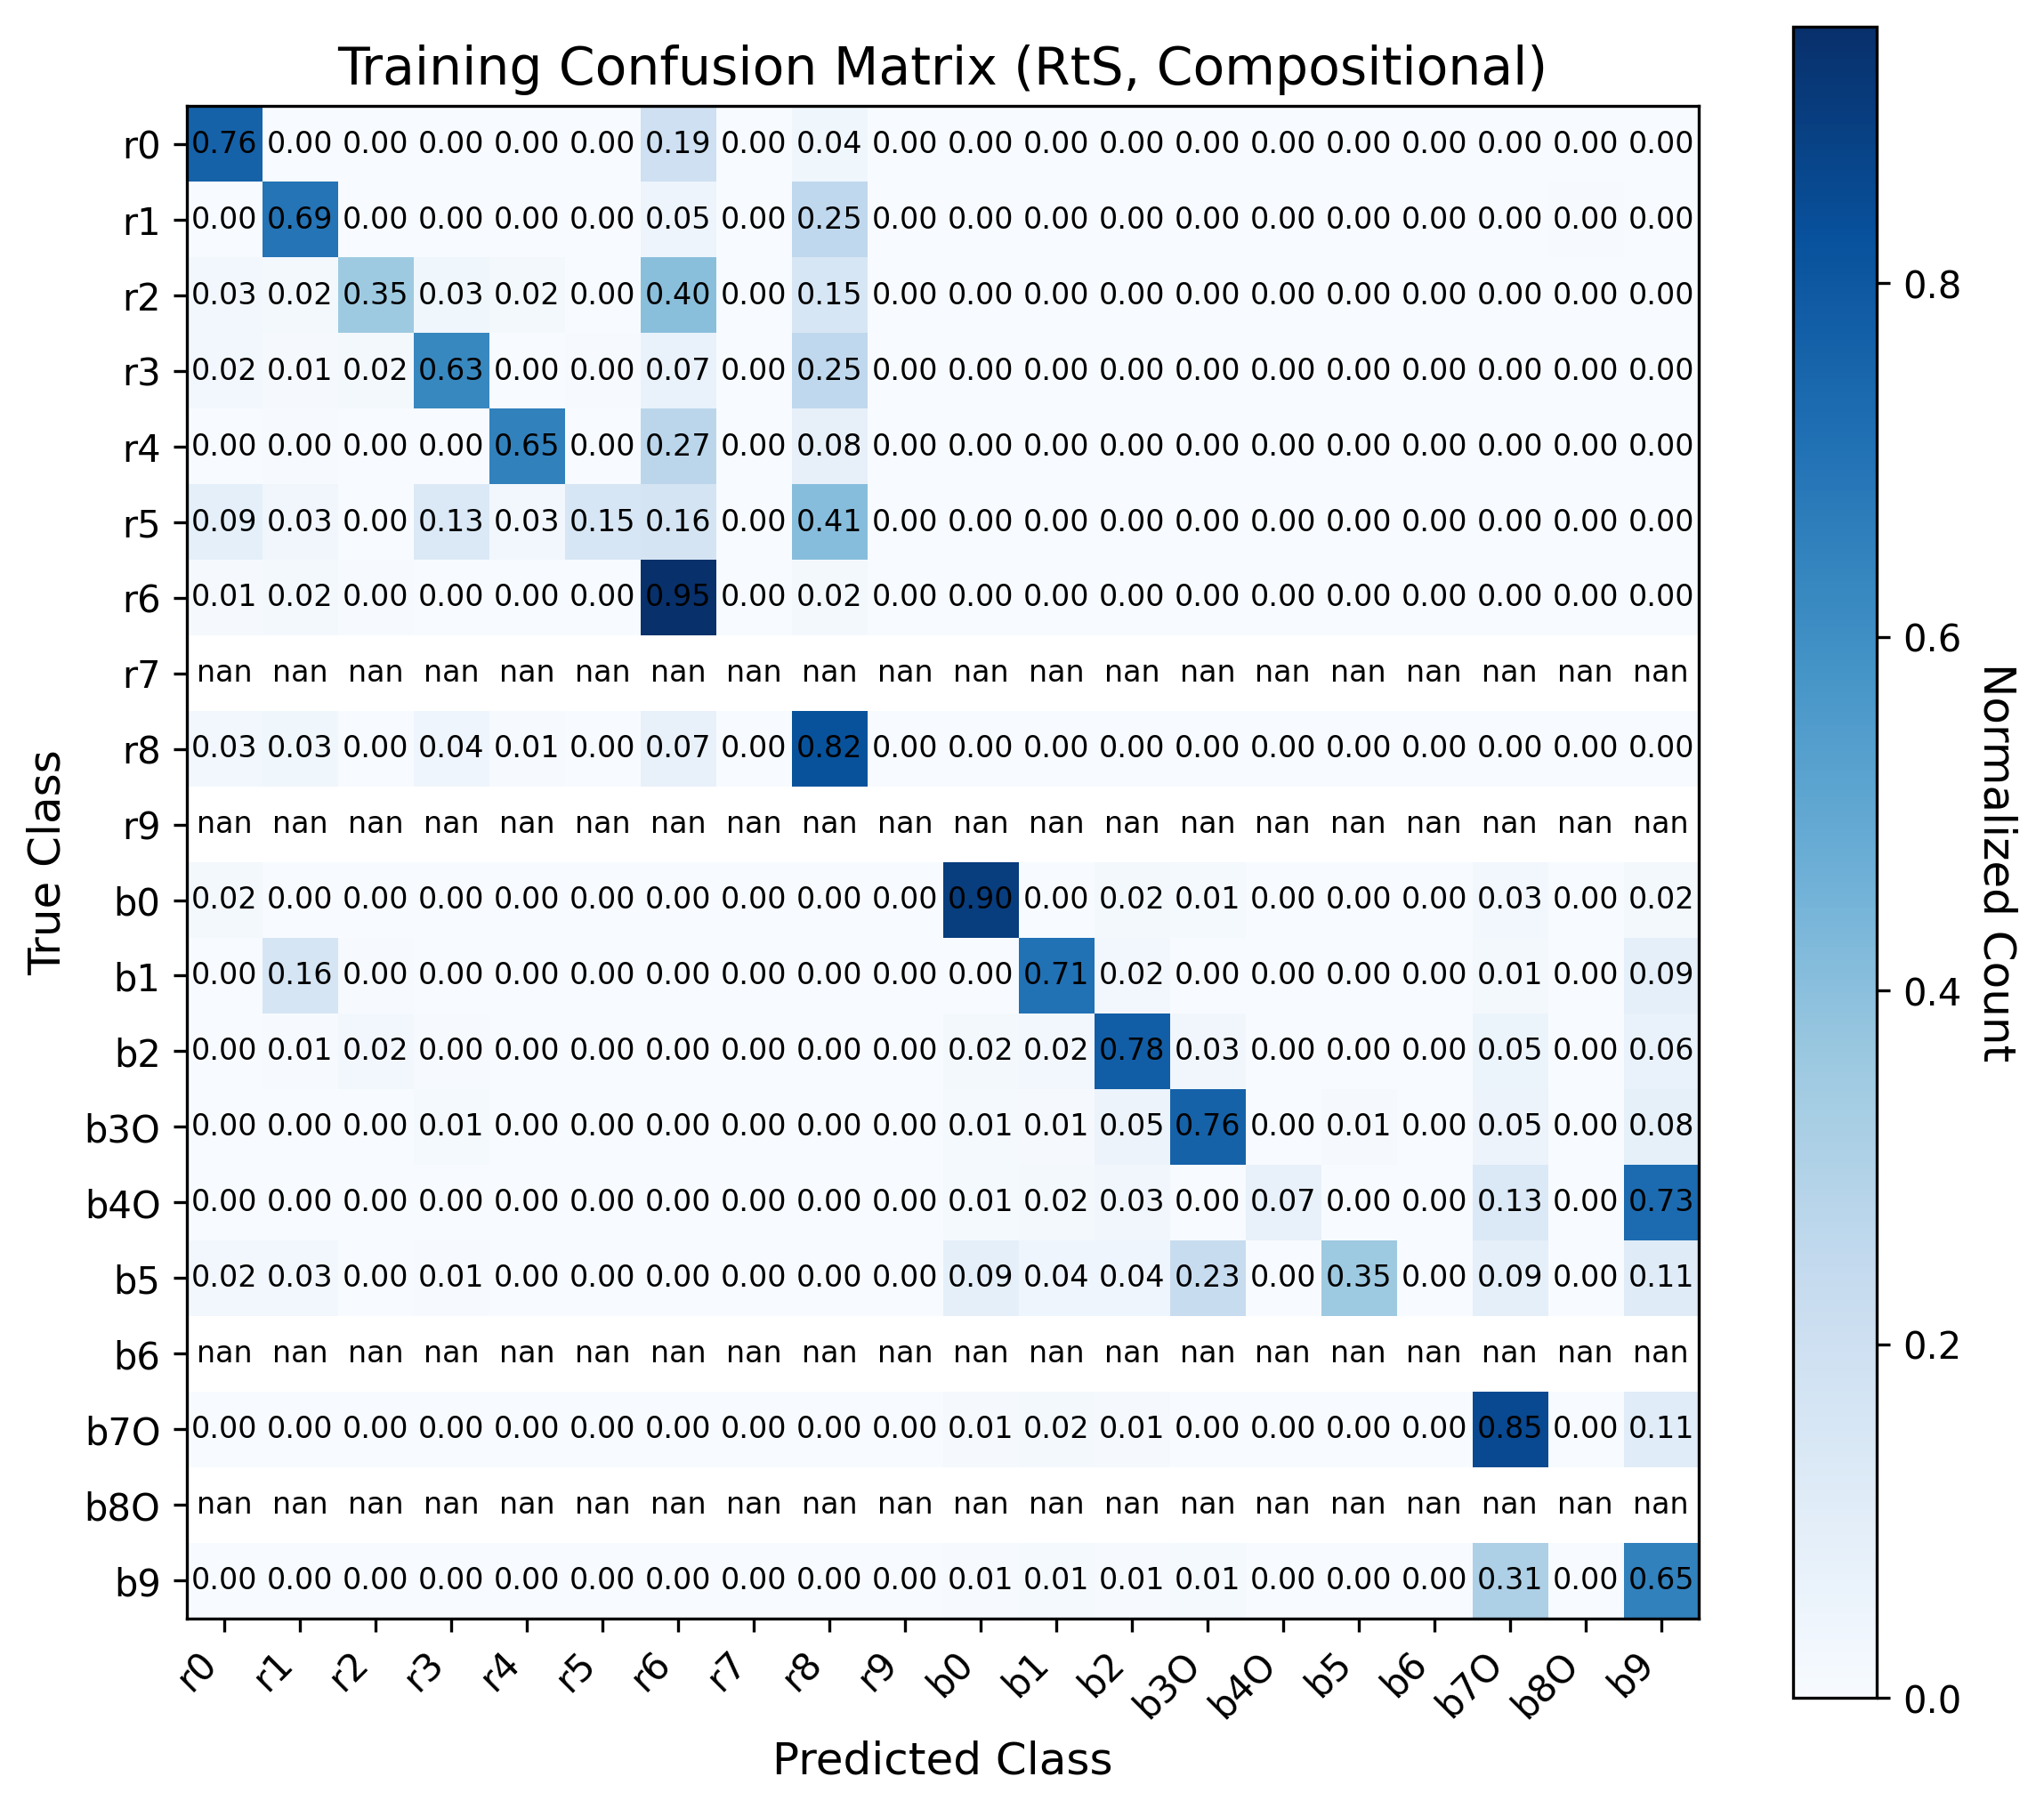 Training Confusion Matrix (RtS, Compositional)
r0 0.76 0.00 0.00 0.00 0.00 0.00 0.19 0.00 0.04 0.00 0.00 0.00 0.00 0.00 0.00 0.00 0.00 0.00 0.00 0.00
r1 0.00 0.69 0.00 0.00 0.00 0.00 0.05 0.00 0.25 0.00 0.00 0.00 0.00 0.00 0.00 0.00 0.00 0.00 0.00 0.00
r2 0.03 0.02 0.35 0.03 0.02 0.00 0.40 0.00 0.15 0.00 0.00 0.00 0.00 0.00 0.00 0.00 0.00 0.00 0.00 0.00
r3 0.02 0.01 0.02 0.63 0.00 0.00 0.07 0.00 0.25 0.00 0.00 0.00 0.00 0.00 0.00 0.00 0.00 0.00 0.00 0.00
r4 0.00 0.00 0.00 0.00 0.65 0.00 0.27 0.00 0.08 0.00 0.00 0.00 0.00 0.00 0.00 0.00 0.00 0.00 0.00 0.00
r5 0.09 0.03 0.00 0.13 0.03 0.15 0.16 0.00 0.41 0.00 0.00 0.00 0.00 0.00 0.00 0.00 0.00 0.00 0.00 0.00
r6 0.01 0.02 0.00 0.00 0.00 0.00 0.95 0.00 0.02 0.00 0.00 0.00 0.00 0.00 0.00 0.00 0.00 0.00 0.00 0.00
r7 nan nan nan nan nan nan nan nan nan nan nan nan nan nan nan nan nan nan nan nan
r8 0.03 0.03 0.00 0.04 0.01 0.00 0.07 0.00 0.82 0.00 0.00 0.00 0.00 0.00 0.00 0.00 0.00 0.00 0.00 0.00
r9 nan nan nan nan nan nan nan nan nan nan nan nan nan nan nan nan nan nan nan nan
b0 0.02 0.00 0.00 0.00 0.00 0.00 0.00 0.00 0.00 0.00 0.90 0.00 0.02 0.01 0.00 0.00 0.00 0.03 0.00 0.02
b1 0.00 0.16 0.00 0.00 0.00 0.00 0.00 0.00 0.00 0.00 0.00 0.71 0.02 0.00 0.00 0.00 0.00 0.01 0.00 0.09
b2 0.00 0.01 0.02 0.00 0.00 0.00 0.00 0.00 0.00 0.00 0.02 0.02 0.78 0.03 0.00 0.00 0.00 0.05 0.00 0.06
b3O 0.00 0.00 0.00 0.01 0.00 0.00 0.00 0.00 0.00 0.00 0.01 0.01 0.05 0.76 0.00 0.01 0.00 0.05 0.00 0.08
b4O 0.00 0.00 0.00 0.00 0.00 0.00 0.00 0.00 0.00 0.00 0.01 0.02 0.03 0.00 0.07 0.00 0.00 0.13 0.00 0.73
b5 0.02 0.03 0.00 0.01 0.00 0.00 0.00 0.00 0.00 0.00 0.09 0.04 0.04 0.23 0.00 0.35 0.00 0.09 0.00 0.11
b6 nan nan nan nan nan nan nan nan nan nan nan nan nan nan nan nan nan nan nan nan
b7O 0.00 0.00 0.00 0.00 0.00 0.00 0.00 0.00 0.00 0.00 0.01 0.02 0.01 0.00 0.00 0.00 0.00 0.85 0.00 0.11
b8O nan nan nan nan nan nan nan nan nan nan nan nan nan nan nan nan nan nan nan nan
b9 0.00 0.00 0.00 0.00 0.00 0.00 0.00 0.00 0.00 0.00 0.01 0.01 0.01 0.01 0.00 0.00 0.00 0.31 0.00 0.65
r0 r1 r2 r3 r4 r5 r6 r7 r8 r9 b0 b1 b2 b3O b4O b5 b6 b7O b8O b9
Predicted Class
True Class
0.8
0.6
0.4
0.2
0.0
Normalized Count